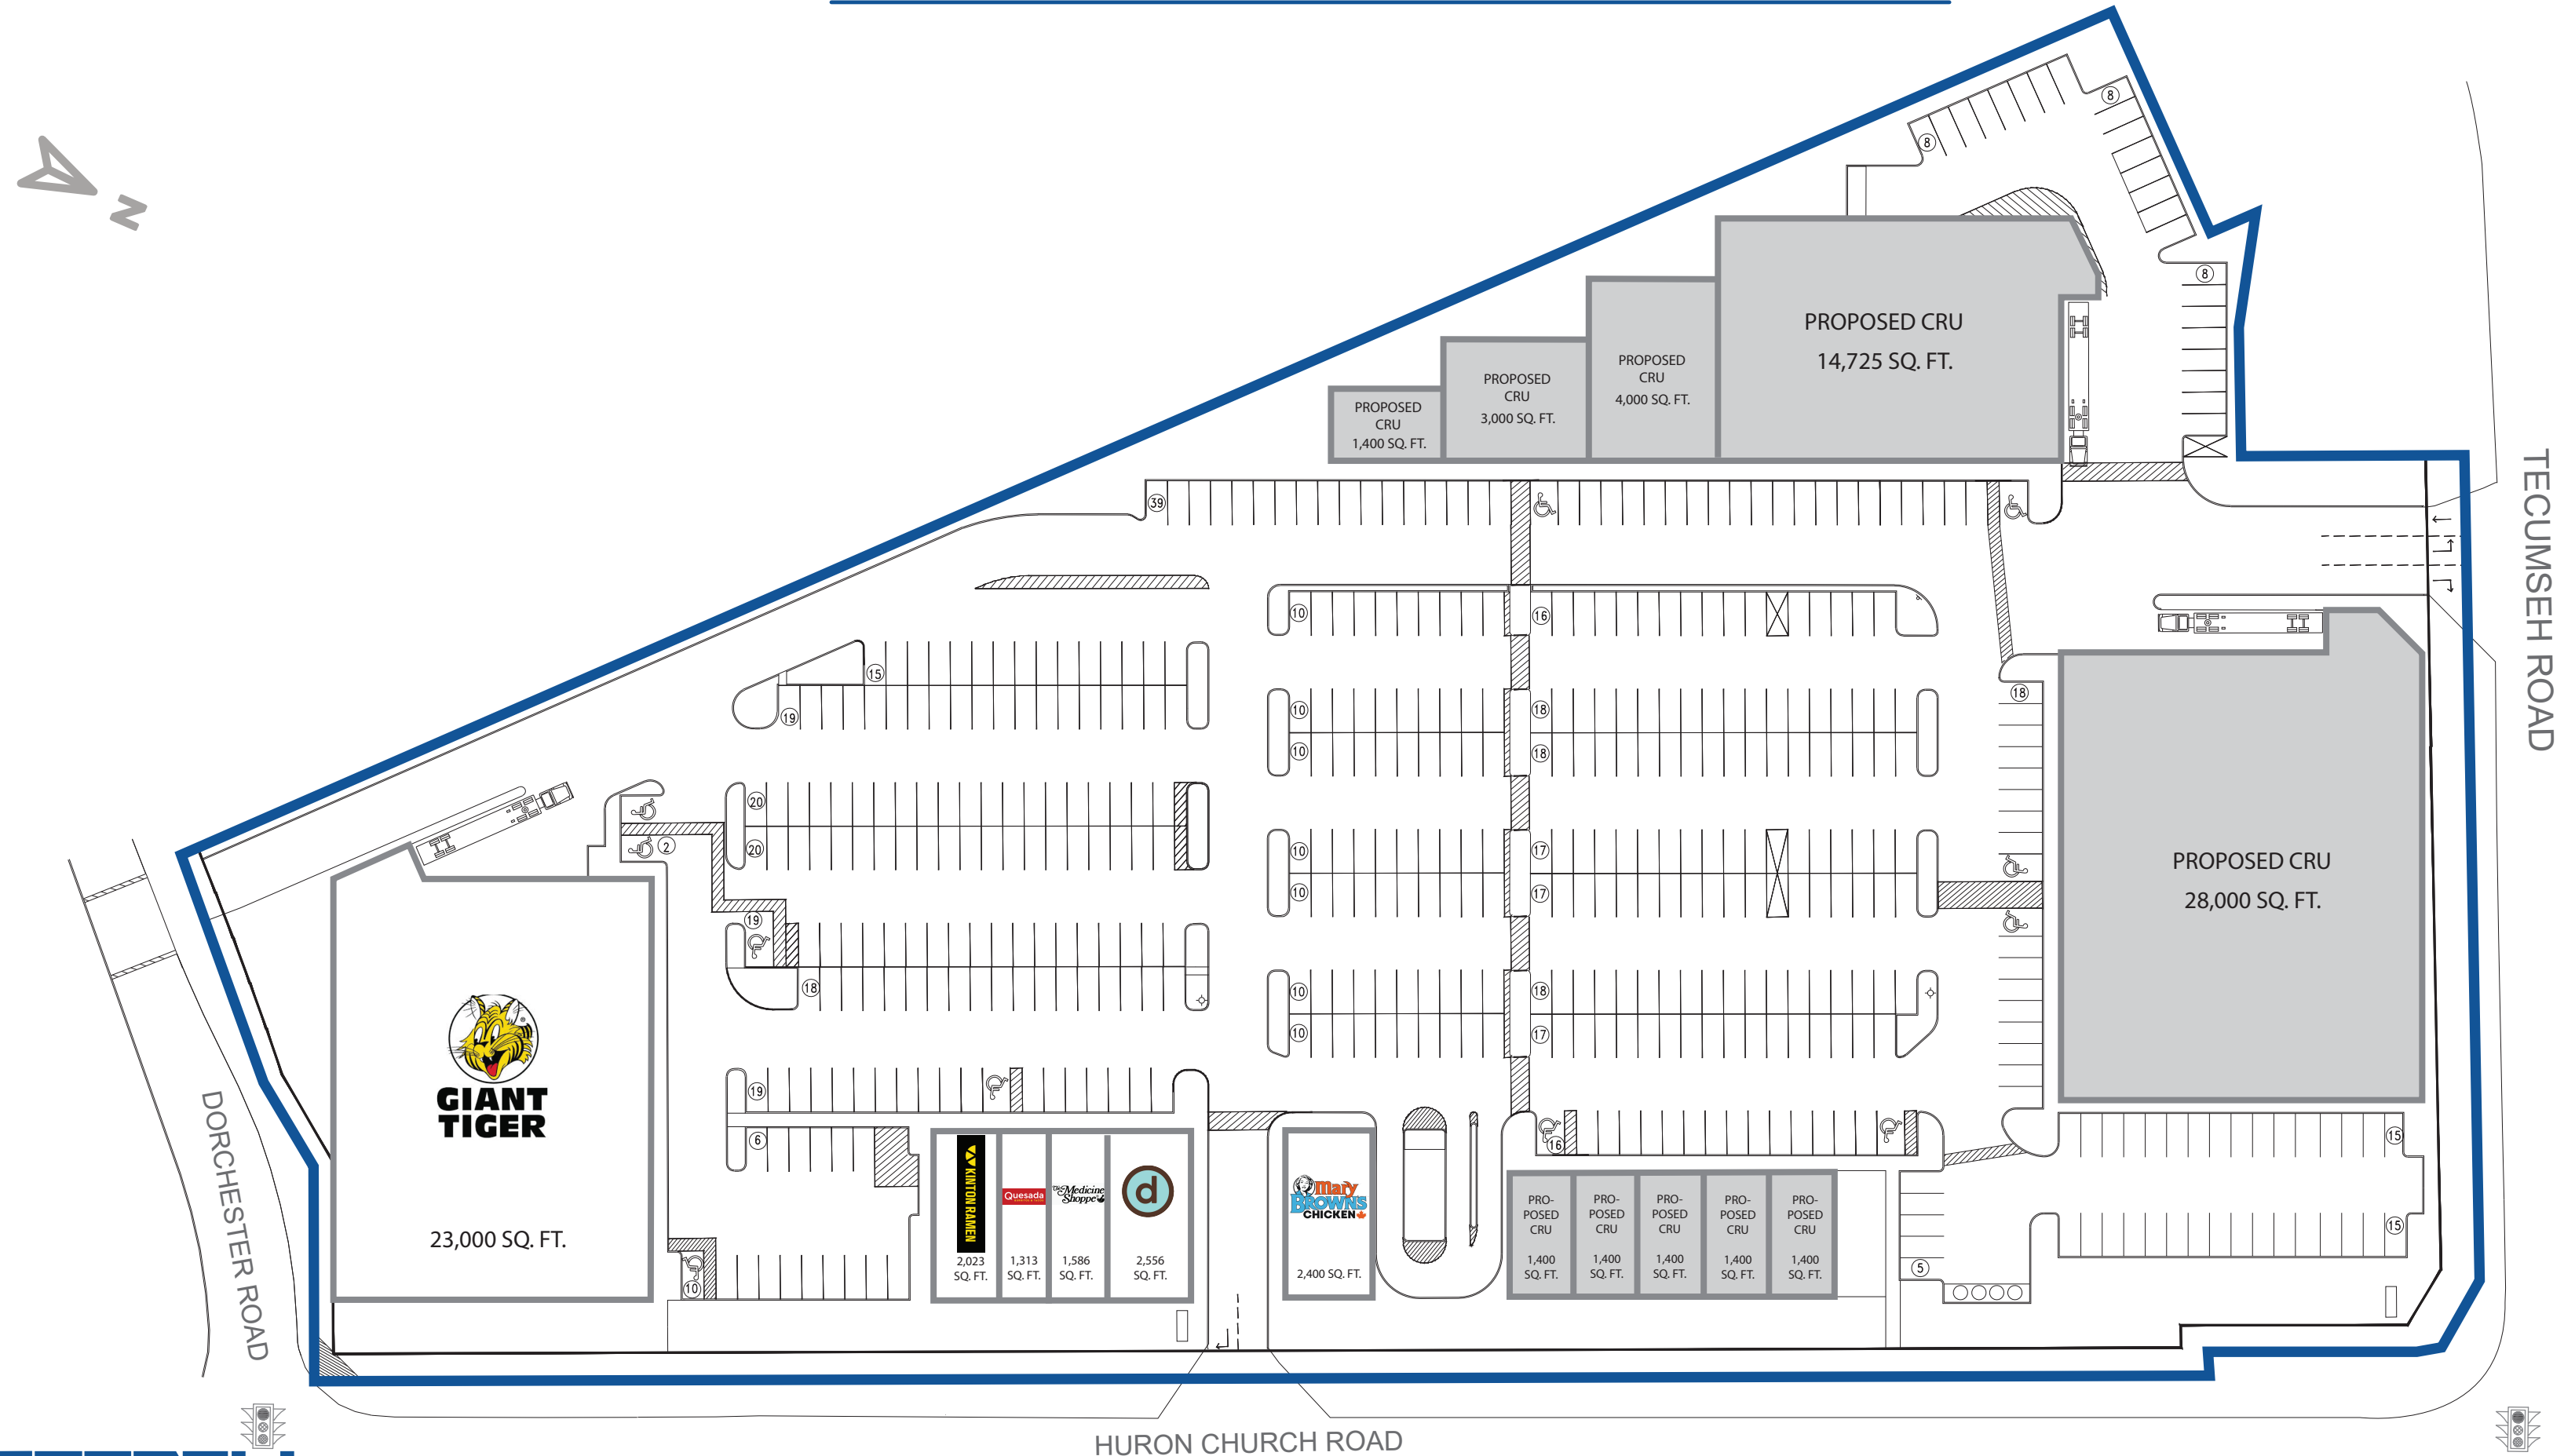 N
8
8
8
PROPOSED CRU
14,725 SQ. FT.
PROPOSED
CRU
4,000 SQ. FT.
PROPOSED
CRU
3,000 SQ. FT.
PROPOSED
CRU
1,400 SQ. FT.
TECUMSEH ROAD
39
10
16
15
19
18
10
18
10
18
20
20
2
10
17
10
17
19
18
10
18
10
17
PROPOSED CRU
28,000 SQ. FT.
GIANT
TIGER
®
23,000 SQ. FT.
DORCHESTER ROAD
19
6
10
KINTON RAMEN
2,023
SQ. FT.
Quesada
1,313
SQ. FT.
The Medicine
Shoppe
1,586
SQ. FT.
d
2,556
SQ. FT.
mary
BROWN'S
CHICKEN
2,400 SQ. FT.
16
PRO-
POSED
CRU
1,400
SQ. FT.
PRO-
POSED
CRU
1,400
SQ. FT.
PRO-
POSED
CRU
1,400
SQ. FT.
PRO-
POSED
CRU
1,400
SQ. FT.
PRO-
POSED
CRU
1,400
SQ. FT.
5
15
15
HURON CHURCH ROAD